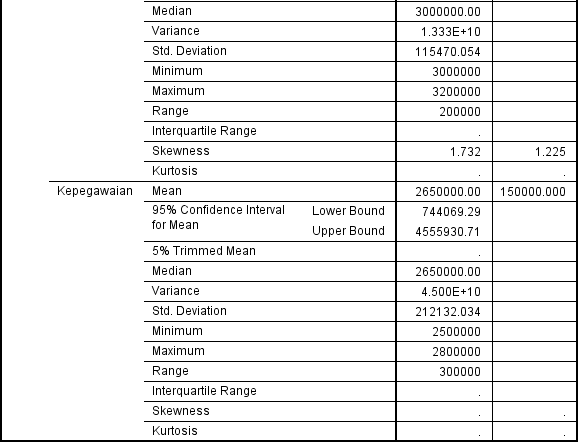 Median 3000000.00
Variance 1.333E+10
Std. Deviation 115470.054
Minimum 3000000
Maximum 3200000
Range 200000
Interquartile Range .
Skewness 1.732 1.225
Kurtosis . .
Kepegawaian Mean 2650000.00 150000.000
95% Confidence Interval for Mean Lower Bound 744069.29
Upper Bound 4555930.71
5% Trimmed Mean .
Median 2650000.00
Variance 4.500E+10
Std. Deviation 212132.034
Minimum 2500000
Maximum 2800000
Range 300000
Interquartile Range .
Skewness . .
Kurtosis . .